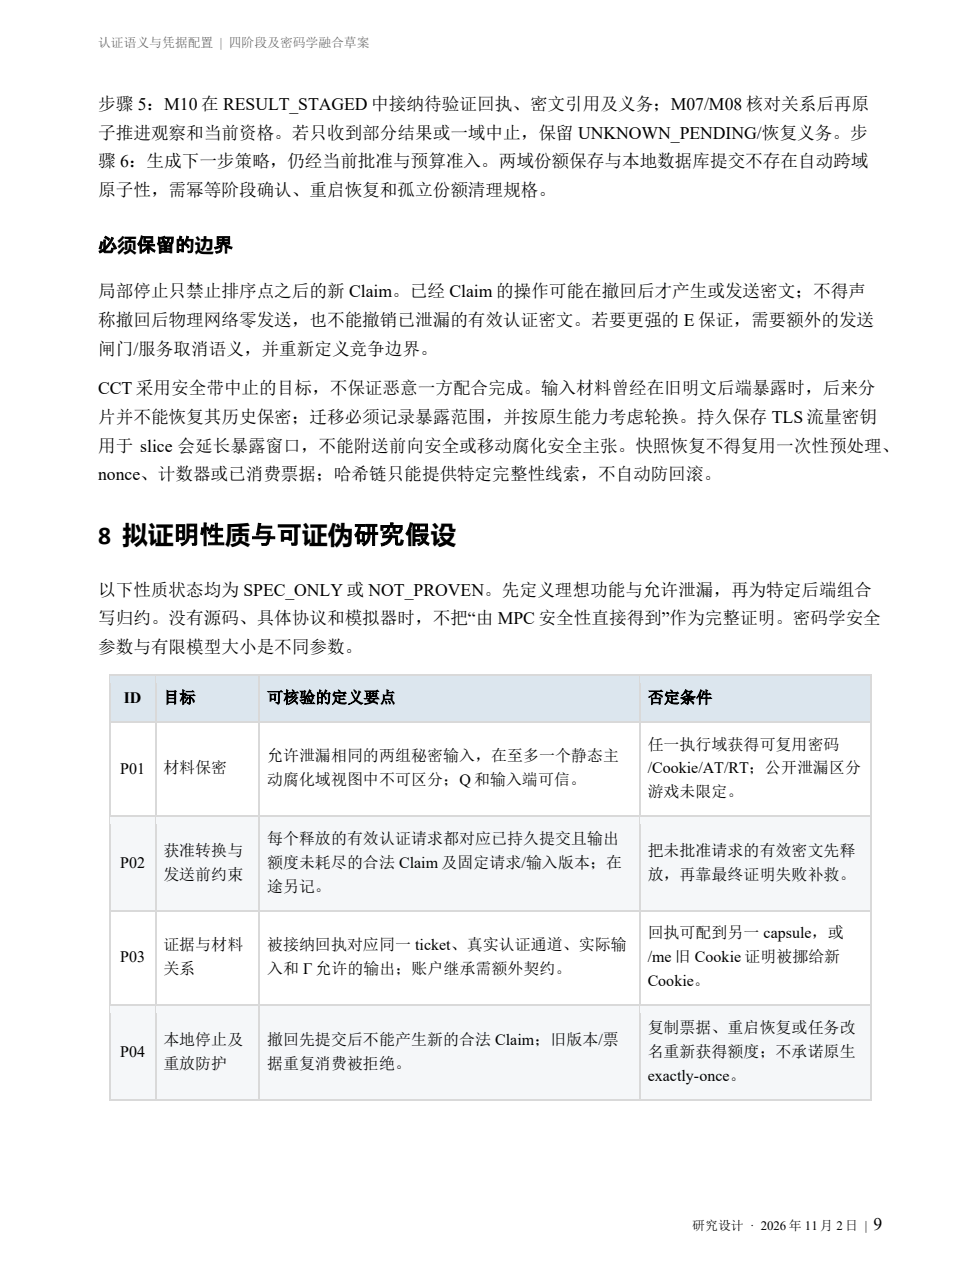 认证语义与凭据配置 | 四阶段及密码学融合草案
步骤 5：M10 在 RESULT_STAGED 中接纳待验证回执、密文引用及义务；M07/M08 核对关系后再原
子推进观察和当前资格。若只收到部分结果或一域中止，保留 UNKNOWN_PENDING/恢复义务。步
骤 6：生成下一步策略，仍经当前批准与预算准入。两域份额保存与本地数据库提交不存在自动跨域
原子性，需幂等阶段确认、重启恢复和孤立份额清理规格。
必须保留的边界
局部停止只禁止排序点之后的新 Claim。已经 Claim 的操作可能在撤回后才产生或发送密文；不得声
称撤回后物理网络零发送，也不能撤销已泄漏的有效认证密文。若要更强的 E 保证，需要额外的发送
闸门/服务取消语义，并重新定义竞争边界。
CCT 采用安全带中止的目标，不保证恶意一方配合完成。输入材料曾经在旧明文后端暴露时，后来分
片并不能恢复其历史保密；迁移必须记录暴露范围，并按原生能力考虑轮换。持久保存 TLS 流量密钥
用于 slice 会延长暴露窗口，不能附送前向安全或移动腐化安全主张。快照恢复不得复用一次性预处理、
nonce、计数器或已消费票据；哈希链只能提供特定完整性线索，不自动防回滚。
8 拟证明性质与可证伪研究假设
以下性质状态均为 SPEC_ONLY 或 NOT_PROVEN。先定义理想功能与允许泄漏，再为特定后端组合
写归约。没有源码、具体协议和模拟器时，不把“由 MPC 安全性直接得到”作为完整证明。密码学安全
参数与有限模型大小是不同参数。
ID 目标 可核验的定义要点 否定条件
P01 材料保密 允许泄漏相同的两组秘密输入，在至多一个静态主
动腐化域视图中不可区分；Q 和输入端可信。
任一执行域获得可复用密码
/Cookie/AT/RT；公开泄漏区分
游戏未限定。
P02 获准转换与
发送前约束
每个释放的有效认证请求都对应已持久提交且输出
额度未耗尽的合法 Claim 及固定请求/输入版本；在
途另记。
把未批准请求的有效密文先释
放，再靠最终证明失败补救。
P03 证据与材料
关系
被接纳回执对应同一 ticket、真实认证通道、实际输
入和 Γ 允许的输出；账户继承需额外契约。
回执可配到另一 capsule，或
/me 旧 Cookie 证明被挪给新
Cookie。
P04 本地停止及
重放防护
撤回先提交后不能产生新的合法 Claim；旧版本/票
据重复消费被拒绝。
复制票据、重启恢复或任务改
名重新获得额度；不承诺原生
exactly-once。
研究设计 · 2026 年 11 月 2 日 | 9